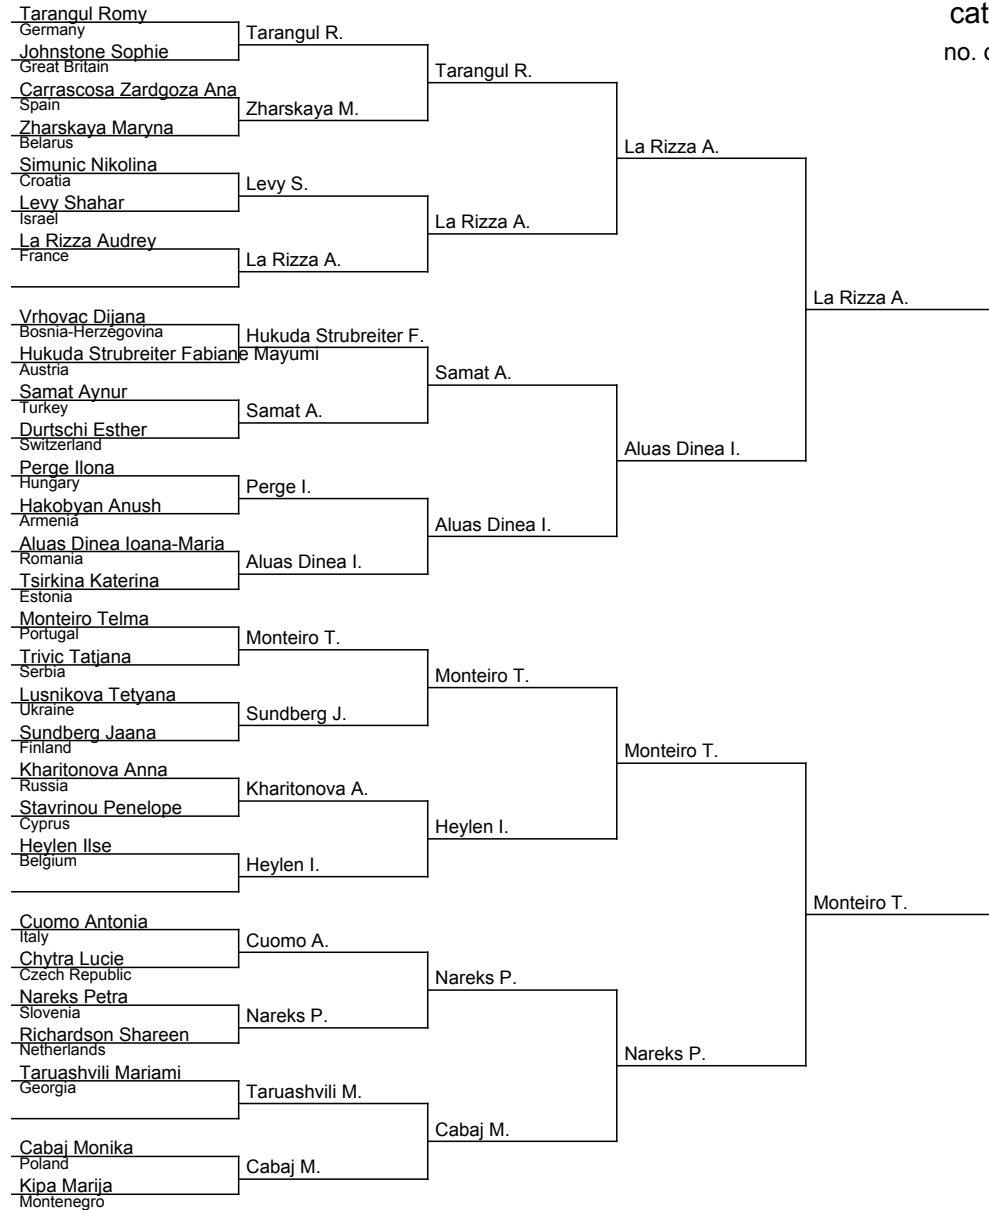 Tarangul Romy
Germany
Johnstone Sophie
Great Britain
Carrascosa Zardgoza Ana
Spain
Zharskaya Maryna
Belarus
Simunic Nikolina
Croatia
Levy Shahar
Israel
La Rizza Audrey
France
Vrhovac Dijana
Bosnia-Herzegovina
Hukuda Strubreiter Fabiane Mayumi
Austria
Samat Aynur
Turkey
Durtschi Esther
Switzerland
Perge Ilona
Hungary
Hakobyan Anush
Armenia
Aluas Dinea Ioana-Maria
Romania
Tsirkina Katerina
Estonia
Monteiro Telma
Portugal
Trivic Tatjana
Serbia
Lusnikova Tetyana
Ukraine
Sundberg Jaana
Finland
Kharitonova Anna
Russia
Stavrinou Penelope
Cyprus
Heylen Ilse
Belgium
Cuomo Antonia
Italy
Chytra Lucie
Czech Republic
Nareks Petra
Slovenia
Richardson Shareen
Netherlands
Taruashvili Mariami
Georgia
Cabaj Monika
Poland
Kipa Marija
Montenegro
Tarangul R.
Zharskaya M.
Levy S.
La Rizza A.
Hukuda Strubreiter F.
Samat A.
Perge I.
Aluas Dinea I.
Monteiro T.
Sundberg J.
Kharitonova A.
Heylen I.
Cuomo A.
Nareks P.
Taruashvili M.
Cabaj M.
Tarangul R.
La Rizza A.
Samat A.
Aluas Dinea I.
Monteiro T.
Heylen I.
Nareks P.
Cabaj M.
La Rizza A.
Aluas Dinea I.
Monteiro T.
Nareks P.
La Rizza A.
Monteiro T.
cat
no. o